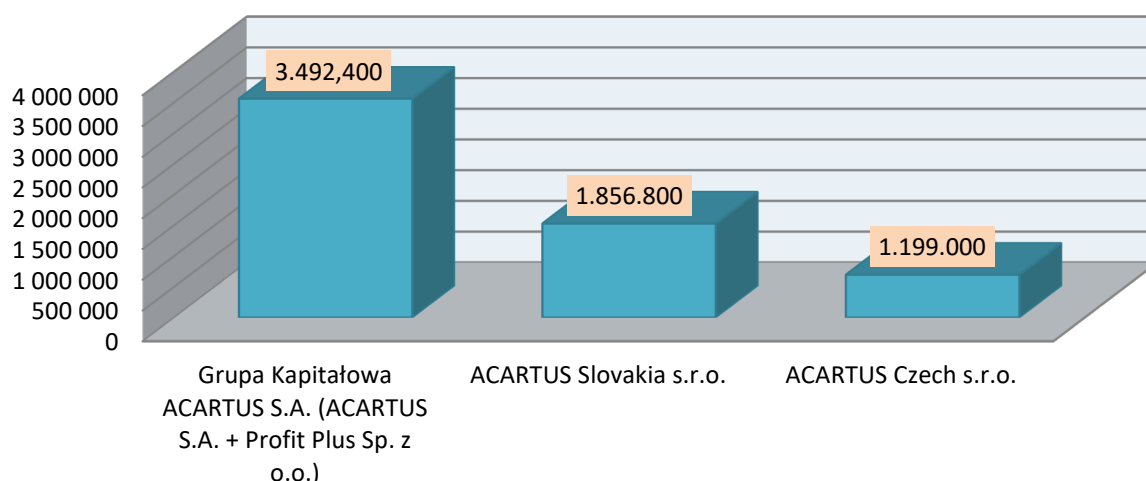 3.492,400
1.856.800
1.199.000
4 000 000
3 500 000
3 000 000
2 500 000
2 000 000
1 500 000
1 000 000
500 000
0
Grupa Kapitałowa
ACARTUS S.A. (ACARTUS
S.A. + Profit Plus Sp. z
o.o.)
ACARTUS Slovakia s.r.o.
ACARTUS Czech s.r.o.